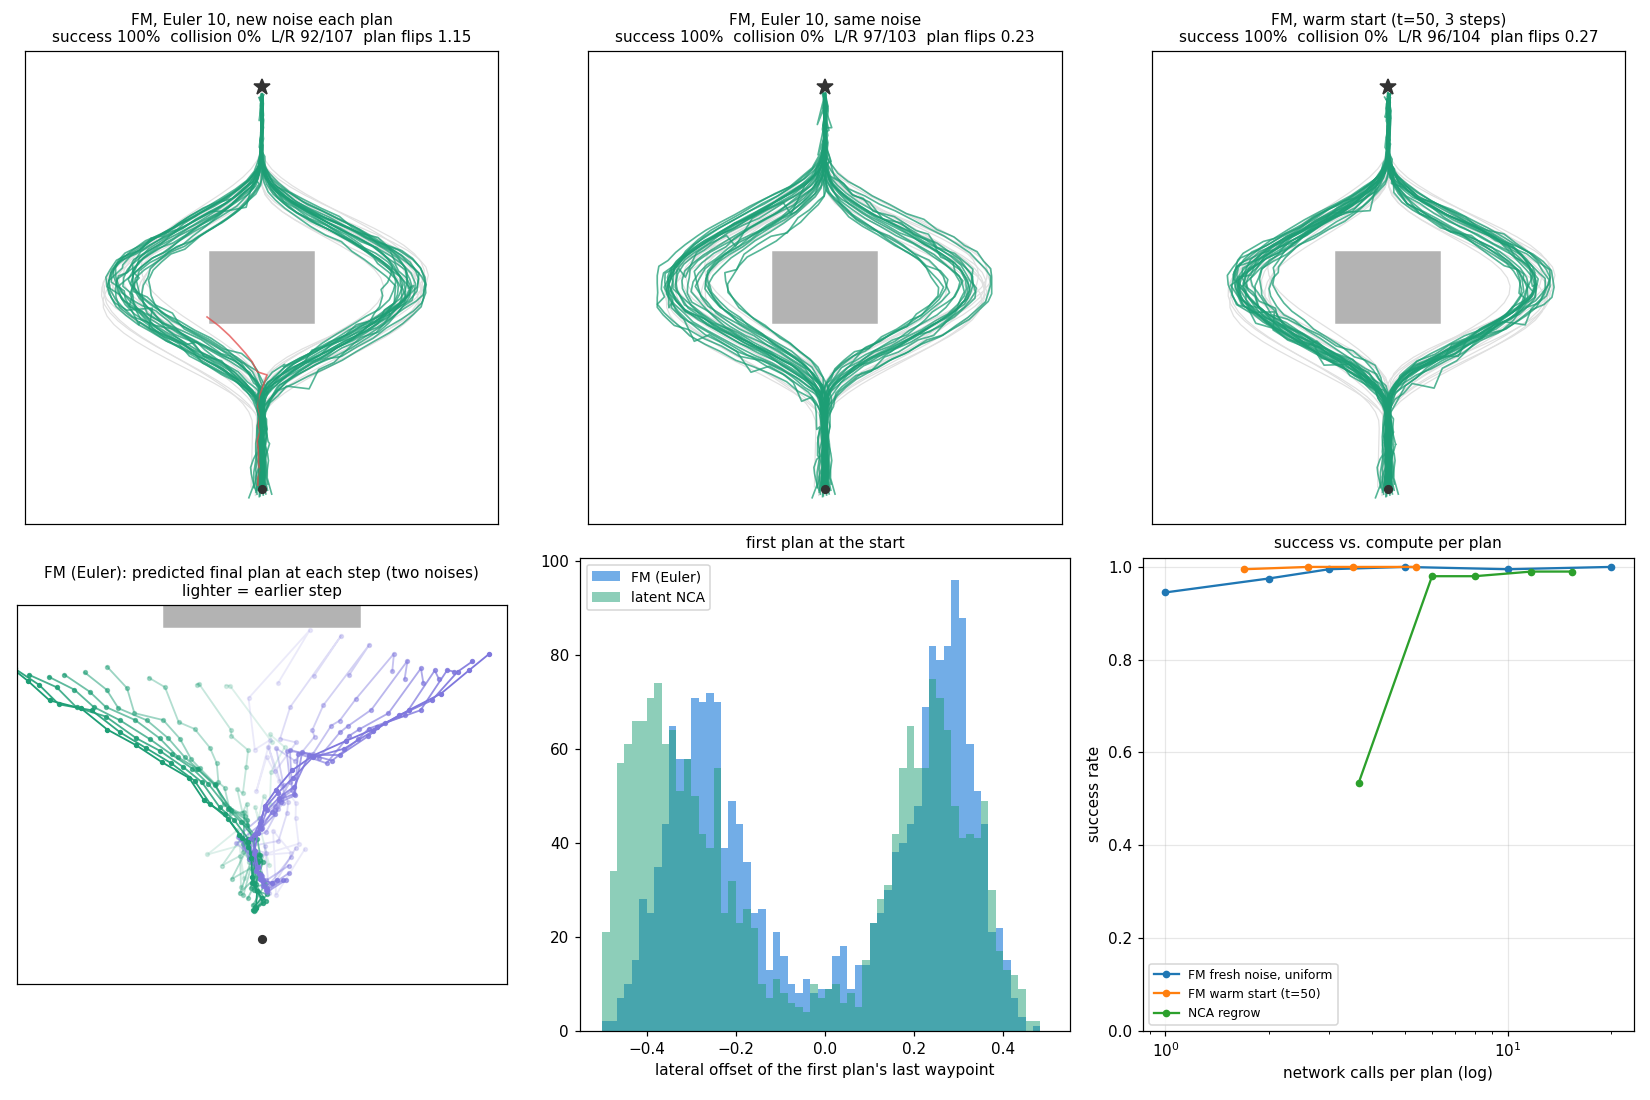 FM, Euler 10, new noise each plan
success 100%  collision 0%  L/R 92/107  plan flips 1.15
FM, Euler 10, same noise
success 100%  collision 0%  L/R 97/103  plan flips 0.23
FM, warm start (t=50, 3 steps)
success 100%  collision 0%  L/R 96/104  plan flips 0.27
FM (Euler): predicted final plan at each step (two noises)
lighter = earlier step
first plan at the start
FM (Euler)
latent NCA
100
80
60
40
20
0
−0.4
−0.2
0.0
0.2
0.4
lateral offset of the first plan's last waypoint
success vs. compute per plan
success rate
1.0
0.8
0.6
0.4
0.2
0.0
FM fresh noise, uniform
FM warm start (t=50)
NCA regrow
10⁰
10¹
network calls per plan (log)